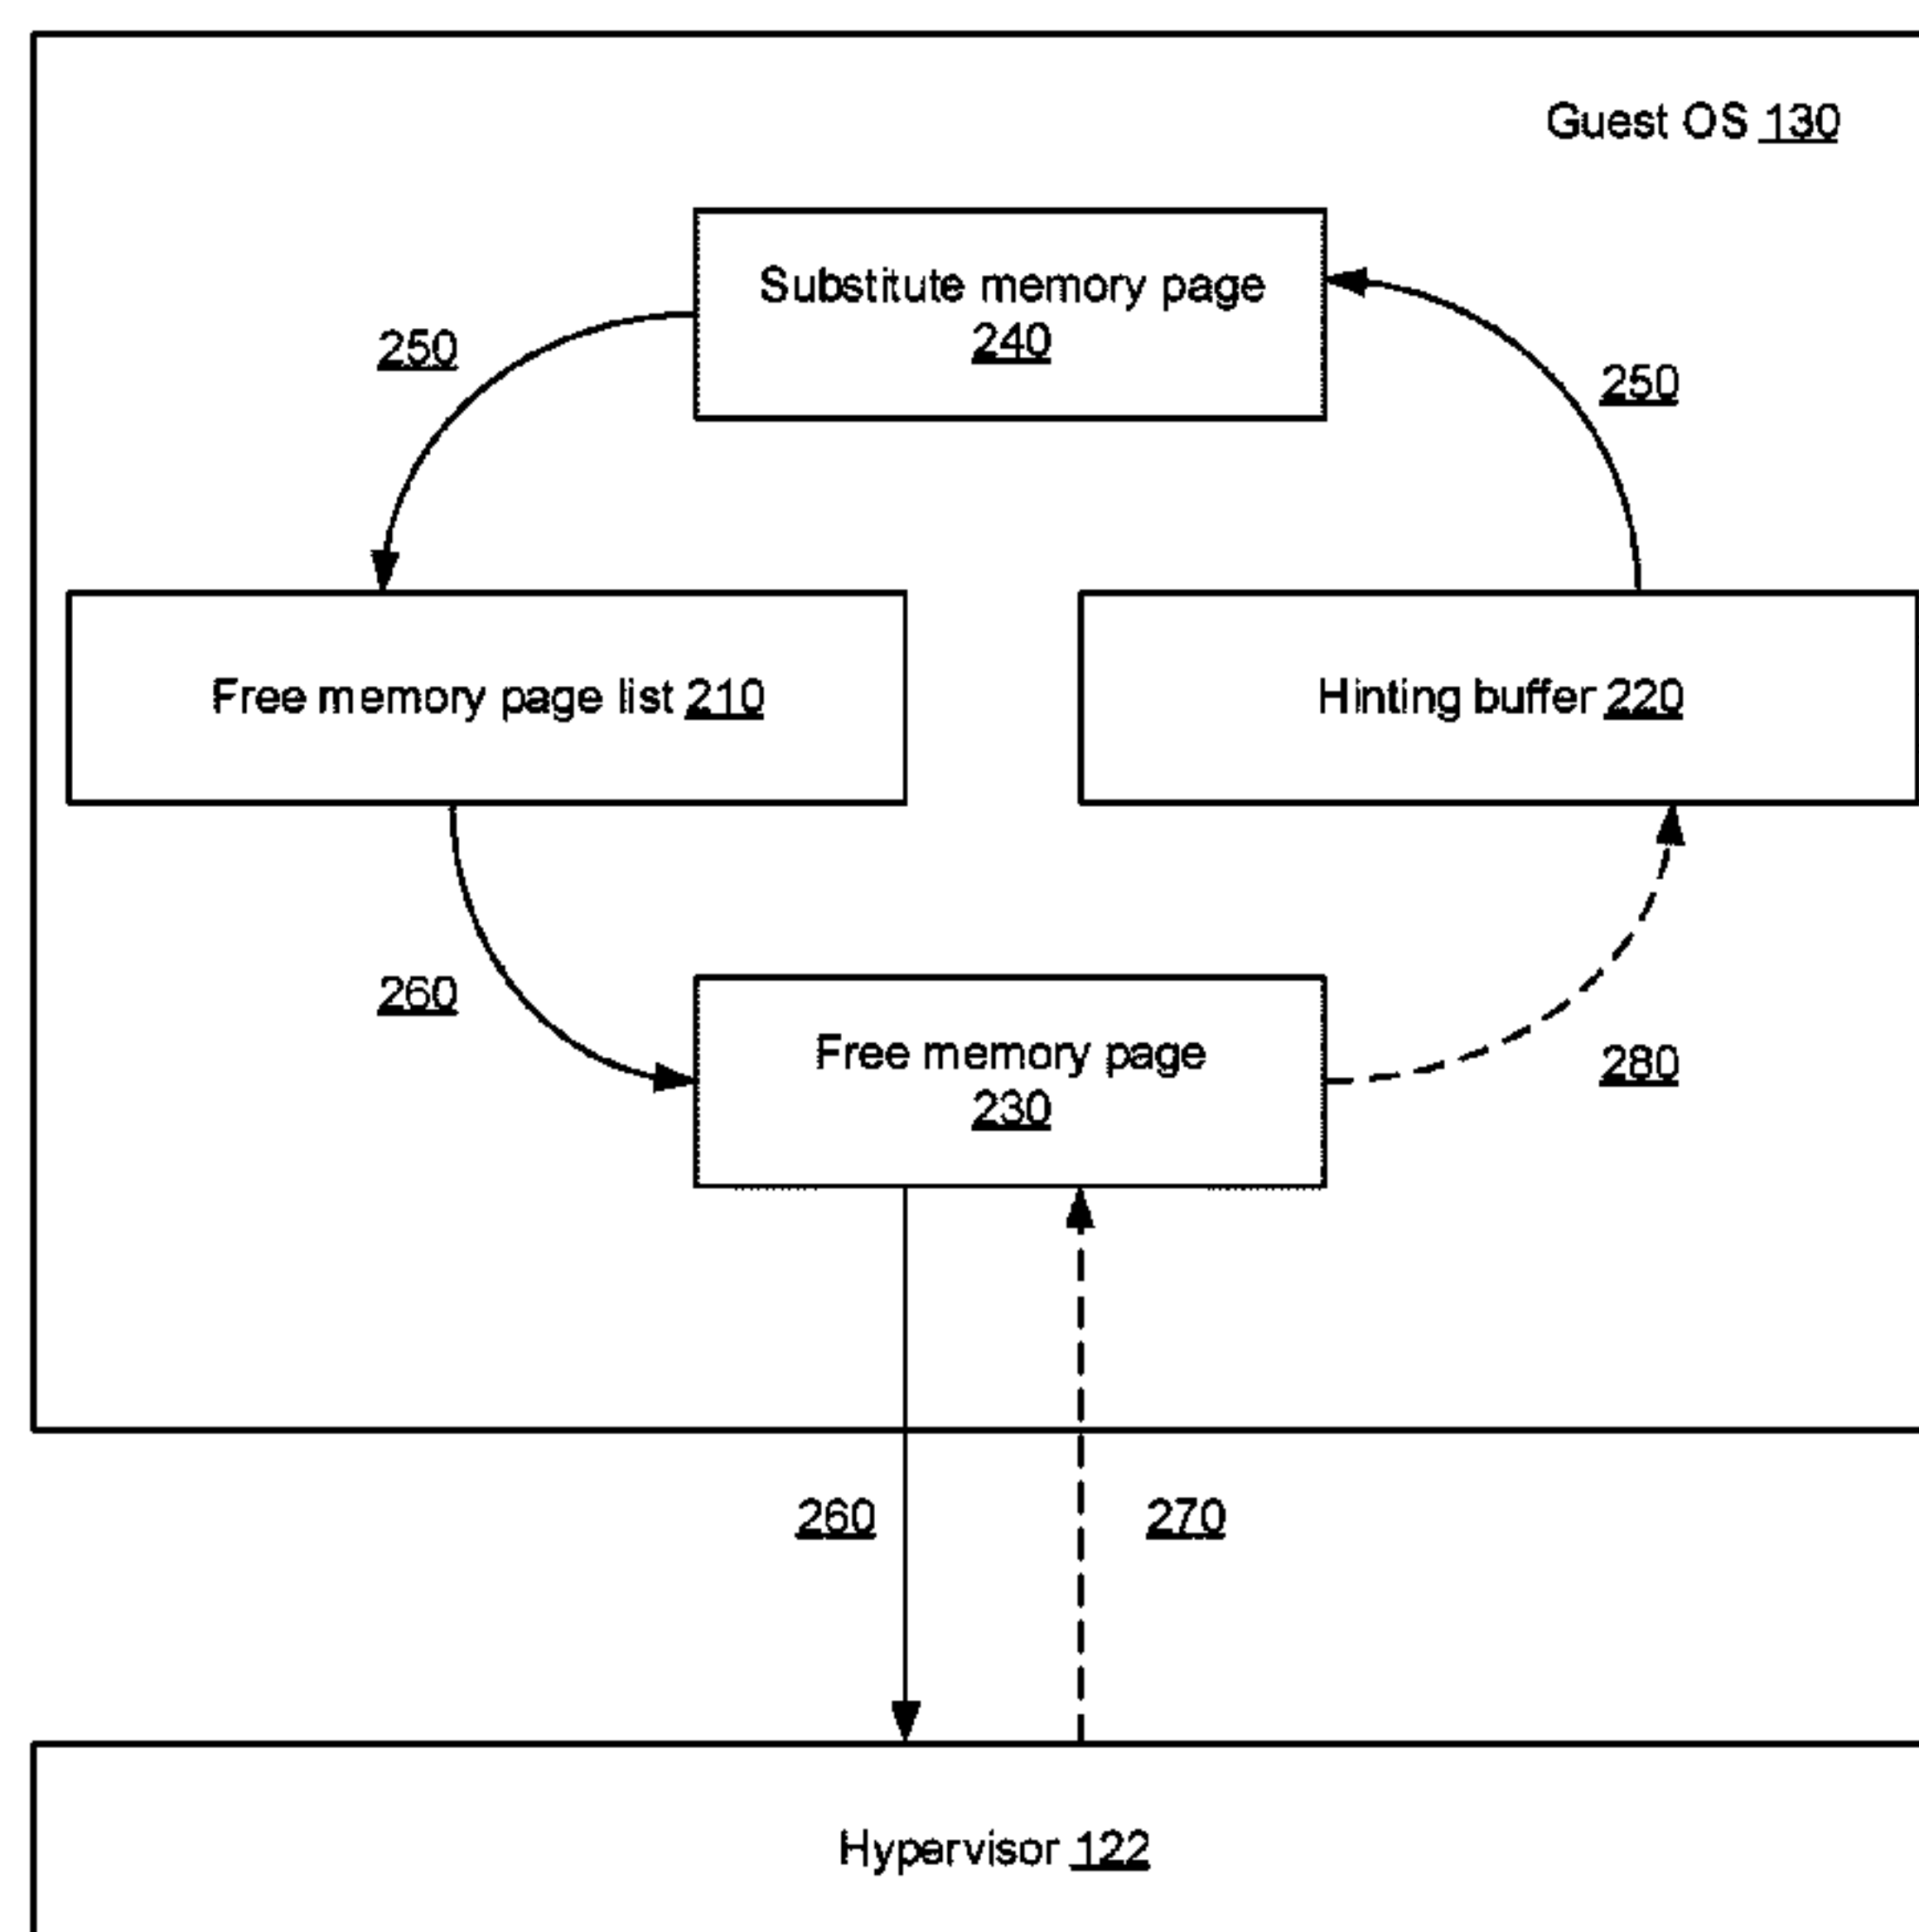 Guest OS 130
Substitute memory page
240
250
250
Free memory page list 210
Hinting buffer 220
260
Free memory page
230
280
260
270
Hypervisor 122